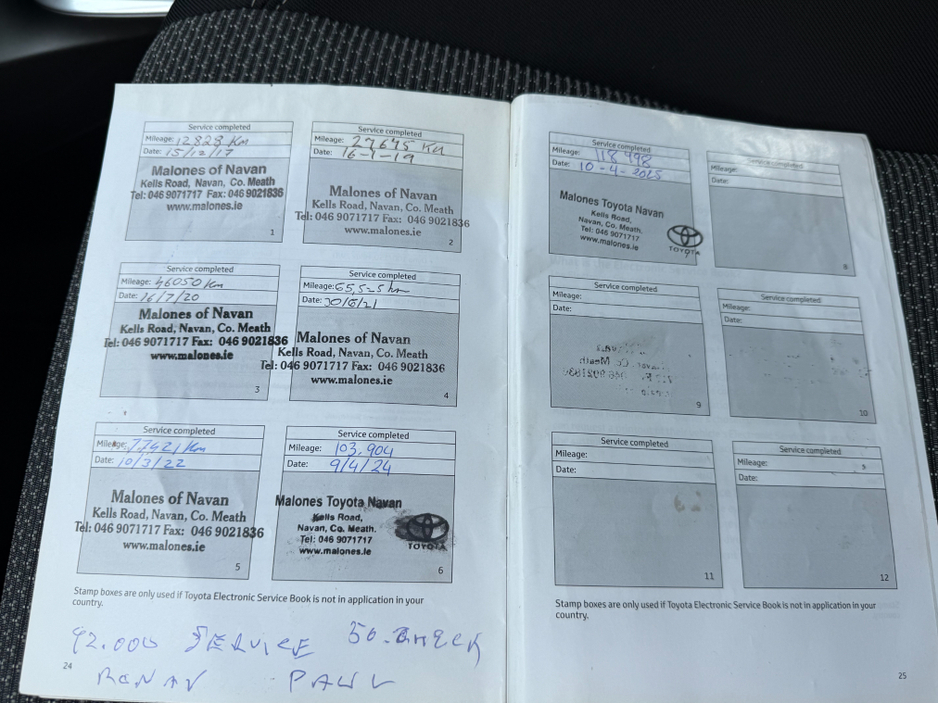 Service completed
Mileage: 12828 Km
Date: 15/12/17
Malones of Navan
Kells Road, Navan, Co. Meath
Tel: 046 9071717 Fax: 046 9021836
www.malones.ie
1
Service completed
Mileage: 27675 KM
Date: 16-1-19
Malones of Navan
Kells Road, Navan, Co. Meath
Tel: 046 9071717 Fax: 046 9021836
www.malones.ie
2
Service completed
Mileage: 46050 Km
Date: 16/7/20
Malones of Navan
Kells Road, Navan, Co. Meath
Tel: 046 9071717 Fax: 046 9021836
www.malones.ie
3
Service completed
Mileage: 65,525 km
Date: 30/6/21
Malones of Navan
Kells Road, Navan, Co. Meath
Tel: 046 9071717 Fax: 046 9021836
www.malones.ie
4
Service completed
Mileage: 77421 Km
Date: 10/3/22
Malones of Navan
Kells Road, Navan, Co. Meath
Tel: 046 9071717 Fax: 046 9021836
www.malones.ie
5
Service completed
Mileage: 103,904
Date: 9/4/24
Malones Toyota Navan
Kells Road,
Navan, Co. Meath.
Tel: 046 9071717
www.malones.ie
TOYOTA
6
Stamp boxes are only used if Toyota Electronic Service Book is not in application in your
country.
92.000 SERVICE
24
Service completed
Mileage: 118 998
Date: 10-4-2025
Malones Toyota Navan
Kells Road,
Navan, Co. Meath.
Tel: 046 9071717
www.malones.ie
TOYOTA
Service completed
Mileage:
Date:
8
Service completed
Mileage:
Date:
9
Service completed
Mileage:
Date:
10
Service completed
Mileage:
Date:
11
Service completed
Mileage:
Date:
12
Stamp boxes are only used if Toyota Electronic Service Book is not in application in your
country.
25